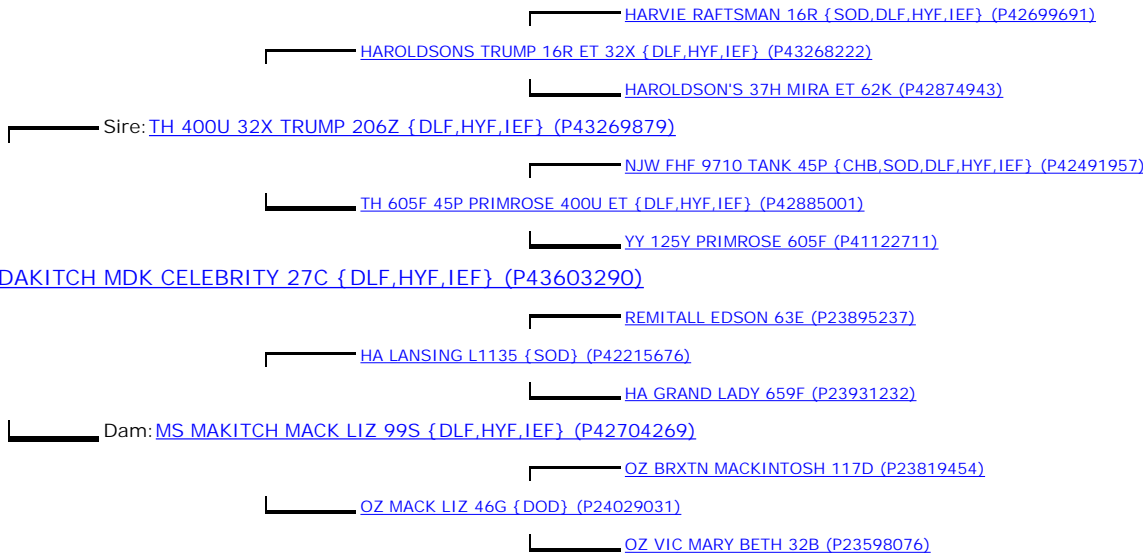 HARVIE RAFTSMAN 16R {SOD,DLF,HYF,IEF} (P42699691)
HAROLDSONS TRUMP 16R ET 32X {DLF,HYF,IEF} (P43268222)
HAROLDSON'S 37H MIRA ET 62K (P42874943)
Sire: TH 400U 32X TRUMP 206Z {DLF,HYF,IEF} (P43269879)
NJW FHF 9710 TANK 45P {CHB,SOD,DLF,HYF,IEF} (P42491957)
TH 605F 45P PRIMROSE 400U ET {DLF,HYF,IEF} (P42885001)
YY 125Y PRIMROSE 605F (P41122711)
DAKITCH MDK CELEBRITY 27C {DLF,HYF,IEF} (P43603290)
REMITALL EDSON 63E (P23895237)
HA LANSING L1135 {SOD} (P42215676)
HA GRAND LADY 659F (P23931232)
Dam: MS MAKITCH MACK LIZ 99S {DLF,HYF,IEF} (P42704269)
OZ BRXTN MACKINTOSH 117D (P23819454)
OZ MACK LIZ 46G {DOD} (P24029031)
OZ VIC MARY BETH 32B (P23598076)